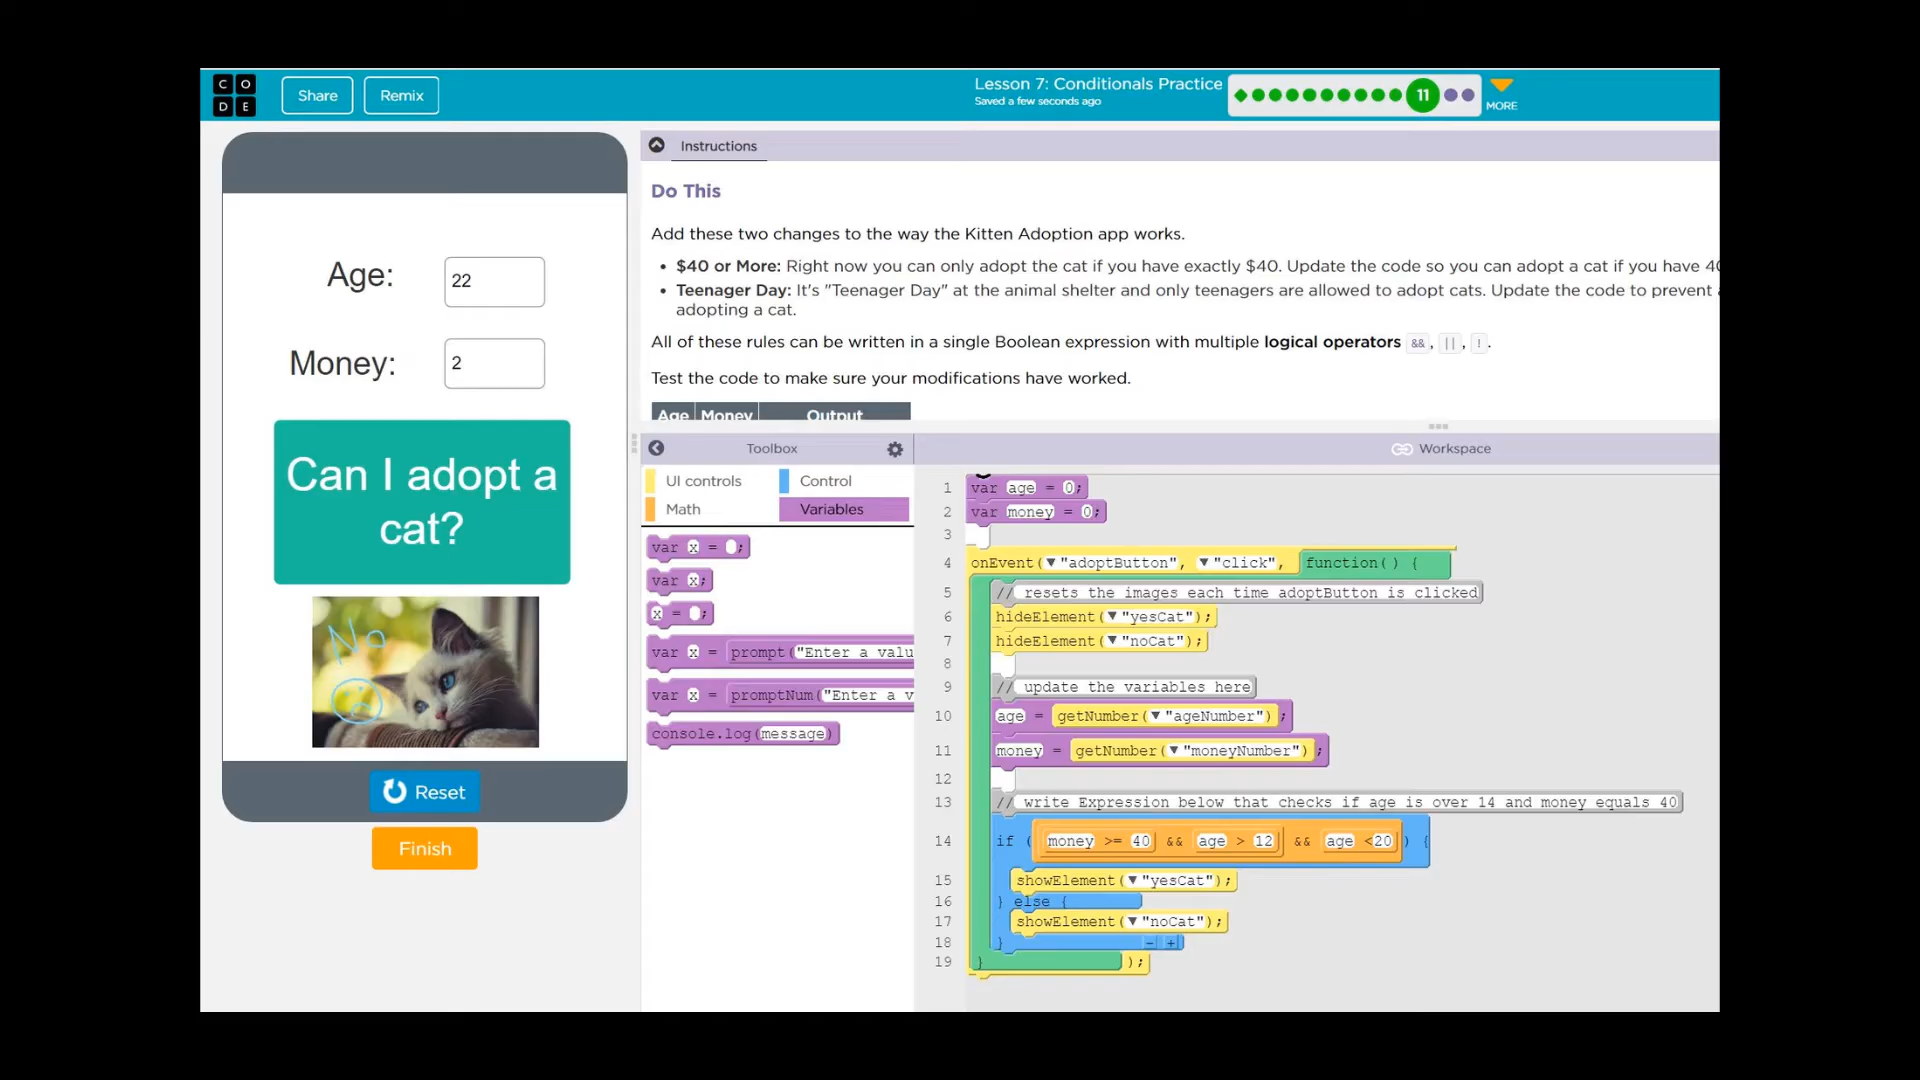 CODE
Share
Remix
Lesson 7: Conditionals Practice
Saved a few seconds ago
11
MORE
Age:
22
Money:
2
Can I adopt a
cat?
No
Reset
Finish
Instructions
Do This
Add these two changes to the way the Kitten Adoption app works.
• $40 or More: Right now you can only adopt the cat if you have exactly $40. Update the code so you can adopt a cat if you have
• Teenager Day: It's "Teenager Day" at the animal shelter and only teenagers are allowed to adopt cats. Update the code to prevent
adopting a cat.
All of these rules can be written in a single Boolean expression with multiple logical operators &&, ||, !.
Test the code to make sure your modifications have worked.
Age Money Output
Toolbox
UI controls
Control
Math
Variables
var x = ;
var x;
x = ;
var x = prompt("Enter a valu
var x = promptNum("Enter a v
console.log(message)
Workspace
1 var age = 0;
2 var money = 0;
3
4 onEvent(▼"adoptButton", ▼"click", function() {
5 // resets the images each time adoptButton is clicked
6 hideElement(▼"yesCat");
7 hideElement(▼"noCat");
8
9 // update the variables here
10 age = getNumber(▼"ageNumber");
11 money = getNumber(▼"moneyNumber");
12
13 // write Expression below that checks if age is over 14 and money equals 40
14 if (money >= 40 && age > 12 && age <20) {
15 showElement(▼"yesCat");
16 } else {
17 showElement(▼"noCat");
18 } - +
19 });